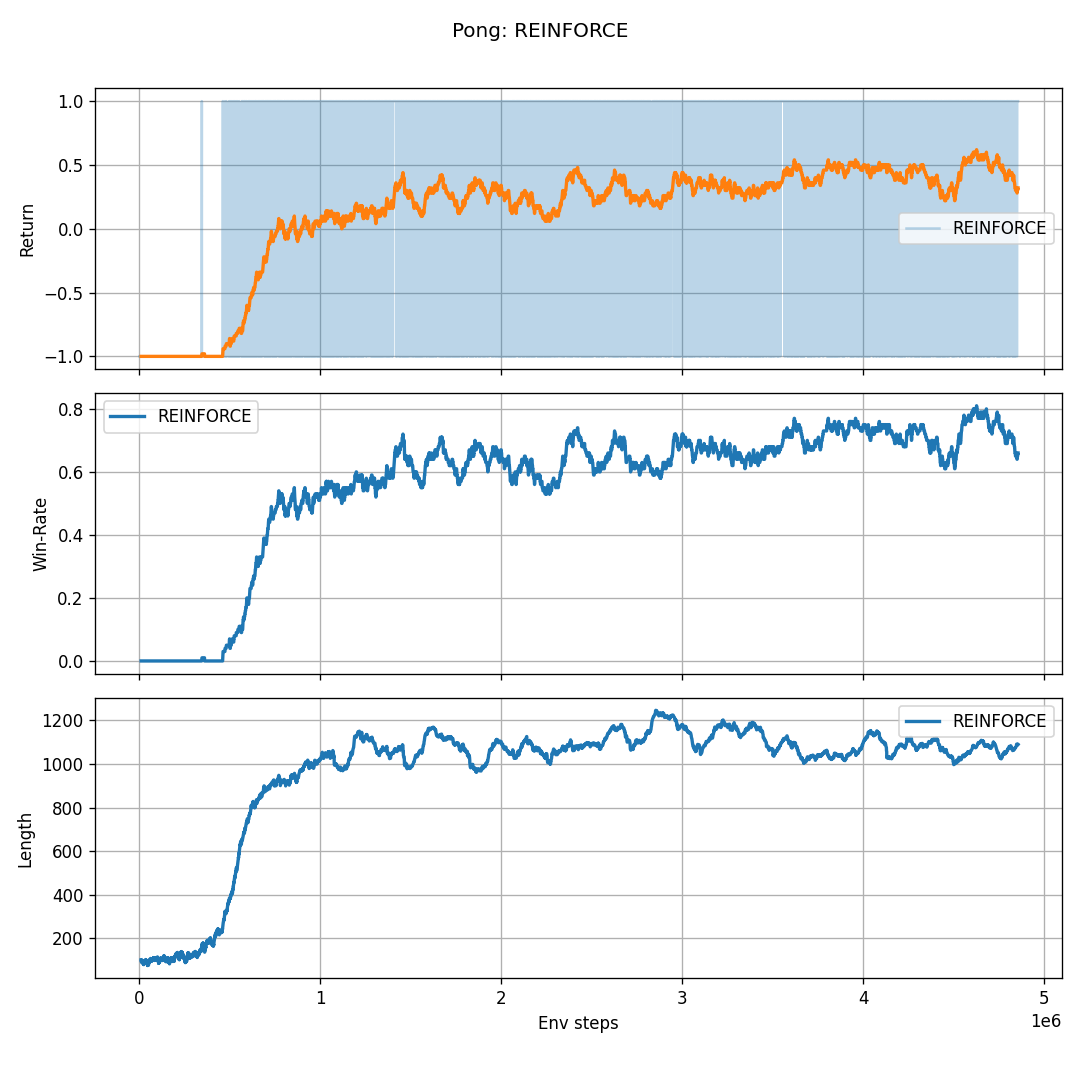 Pong: REINFORCE
1.0
0.5
0.0
−0.5
−1.0
Return
REINFORCE
0.8
0.6
0.4
0.2
0.0
Win-Rate
REINFORCE
1200
1000
800
600
400
200
Length
REINFORCE
0 1 2 3 4 5
1e6
Env steps